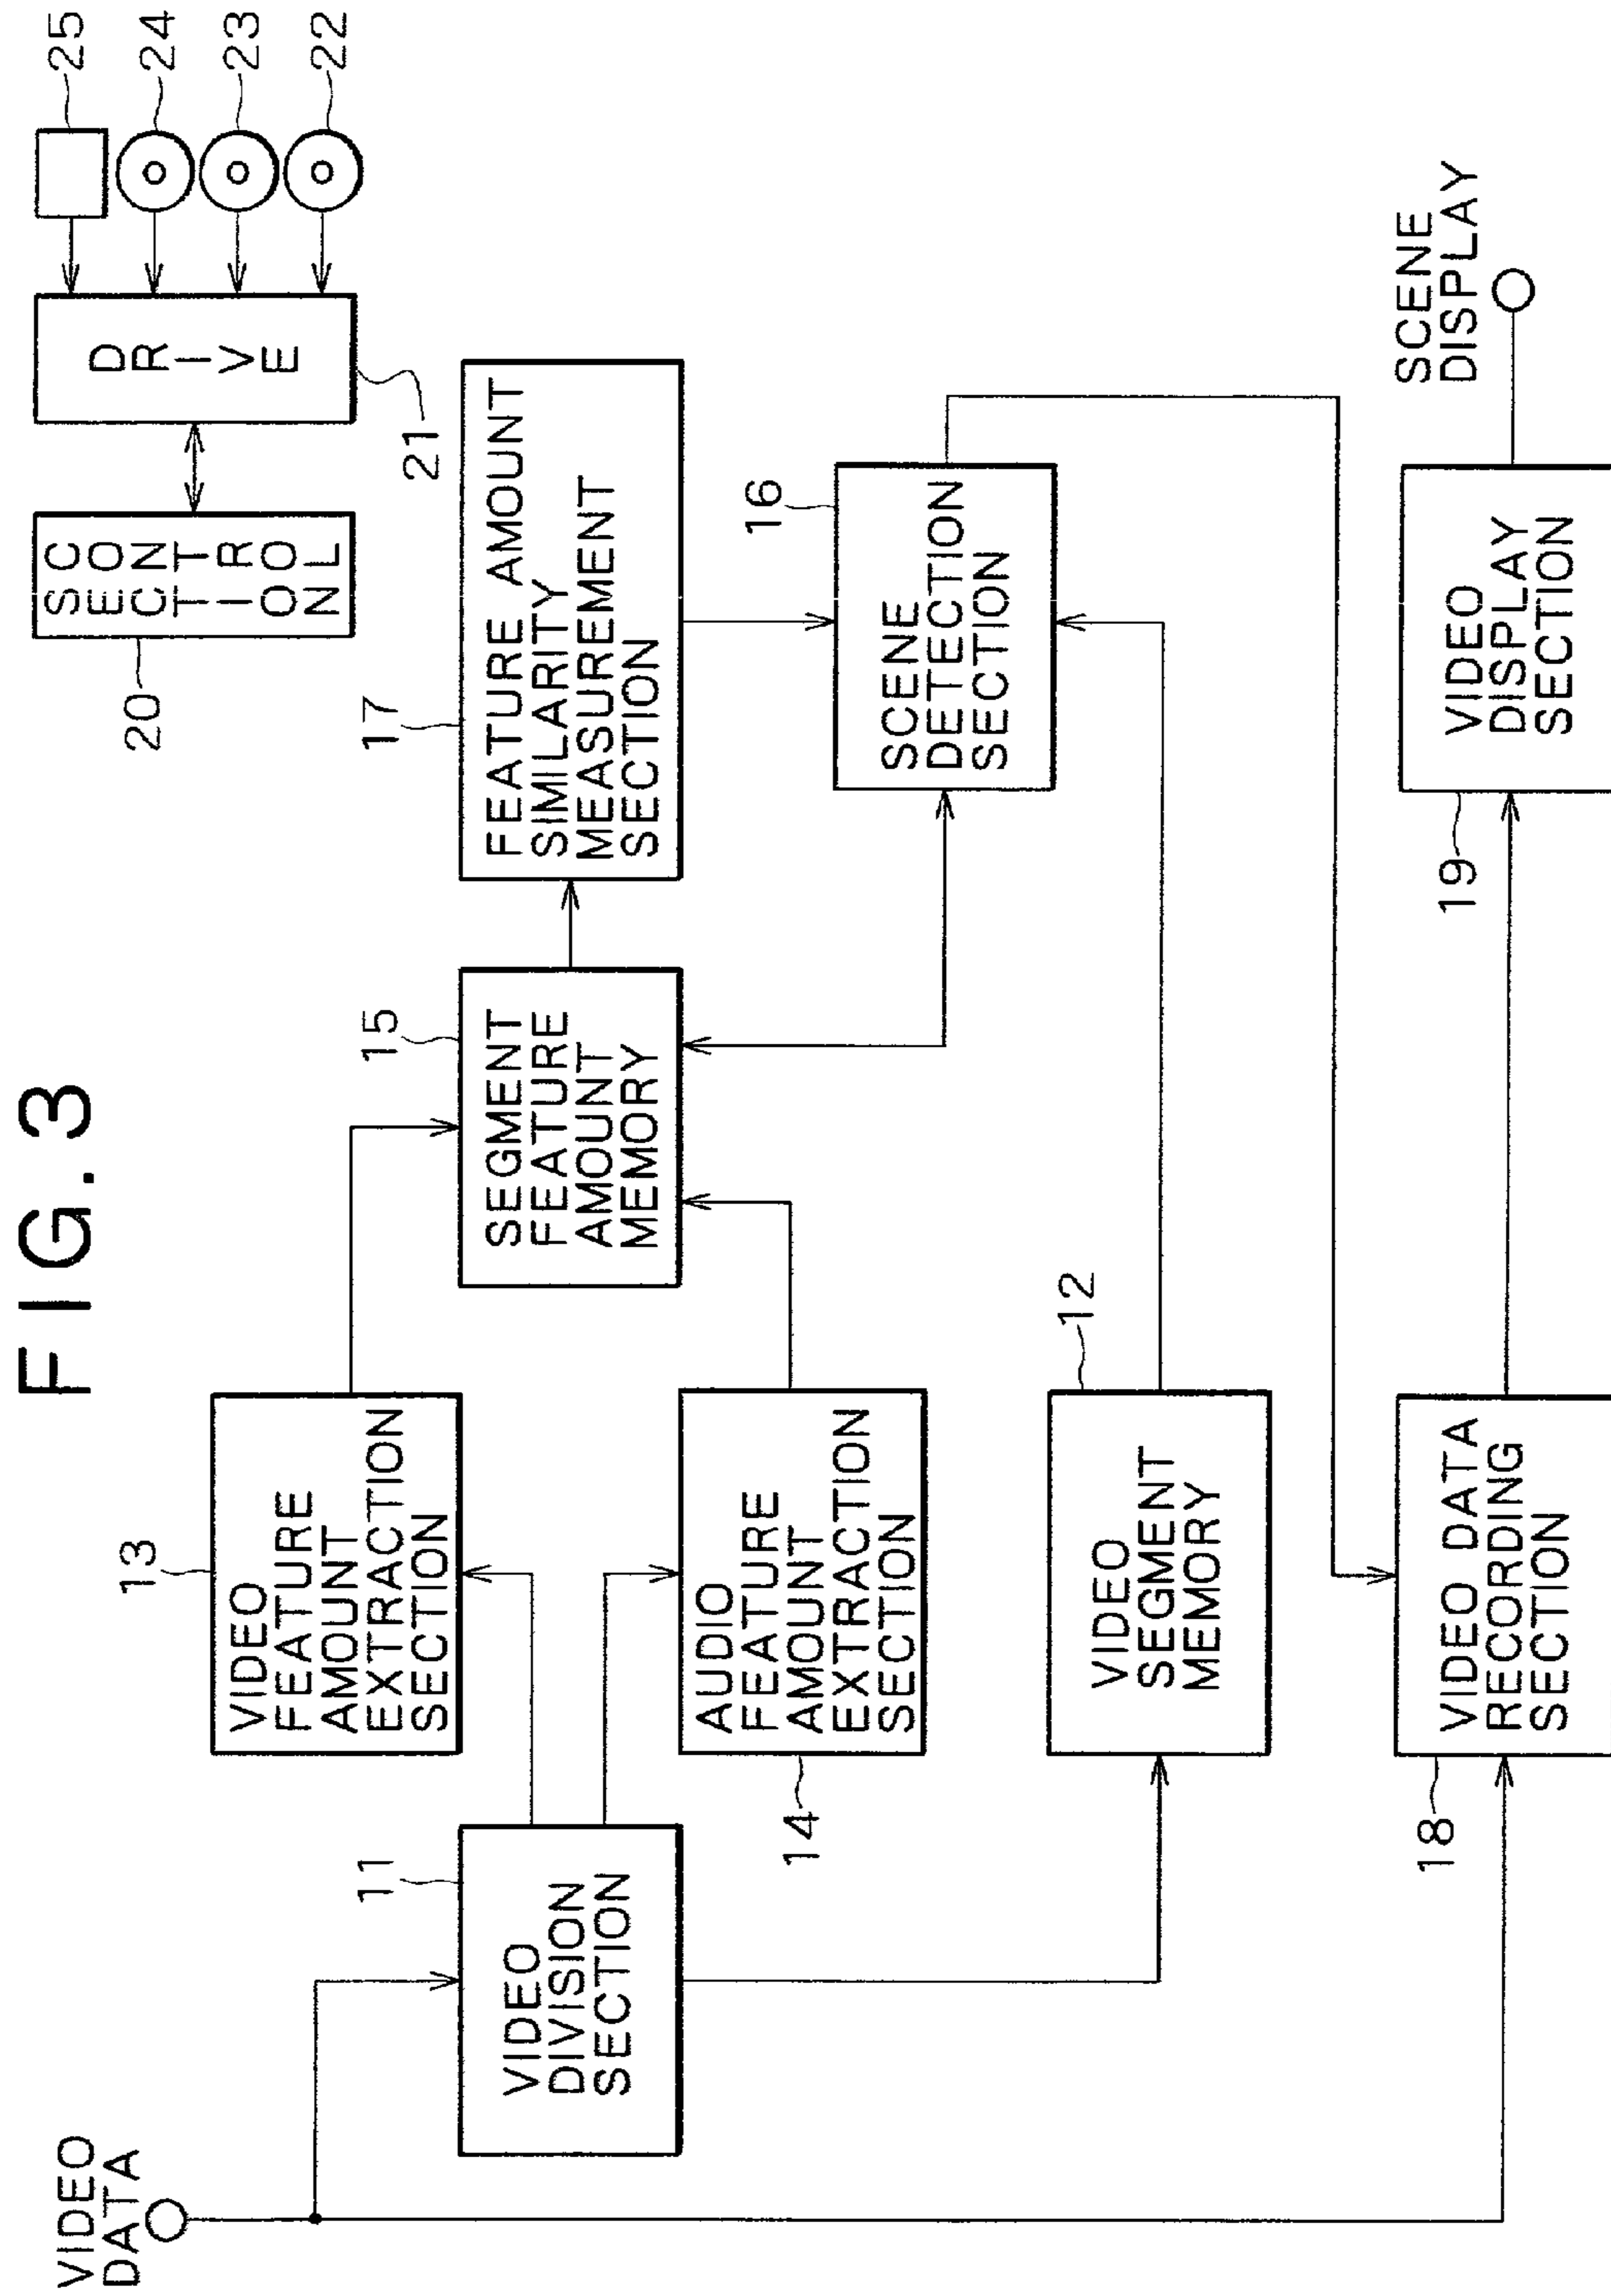 FIG. 3
VIDEO
DATA
11
VIDEO
DIVISION
SECTION
13
VIDEO
FEATURE
AMOUNT
EXTRACTION
SECTION
14
AUDIO
FEATURE
AMOUNT
EXTRACTION
SECTION
12
VIDEO
SEGMENT
MEMORY
18
VIDEO DATA
RECORDING
SECTION
15
SEGMENT
FEATURE
AMOUNT
MEMORY
17
FEATURE AMOUNT
SIMILARITY
MEASUREMENT
SECTION
16
SCENE
DETECTION
SECTION
19
VIDEO
DISPLAY
SECTION
SCENE
DISPLAY
20
CONTROL
SECTION
21
DRIVE
25
24
23
22